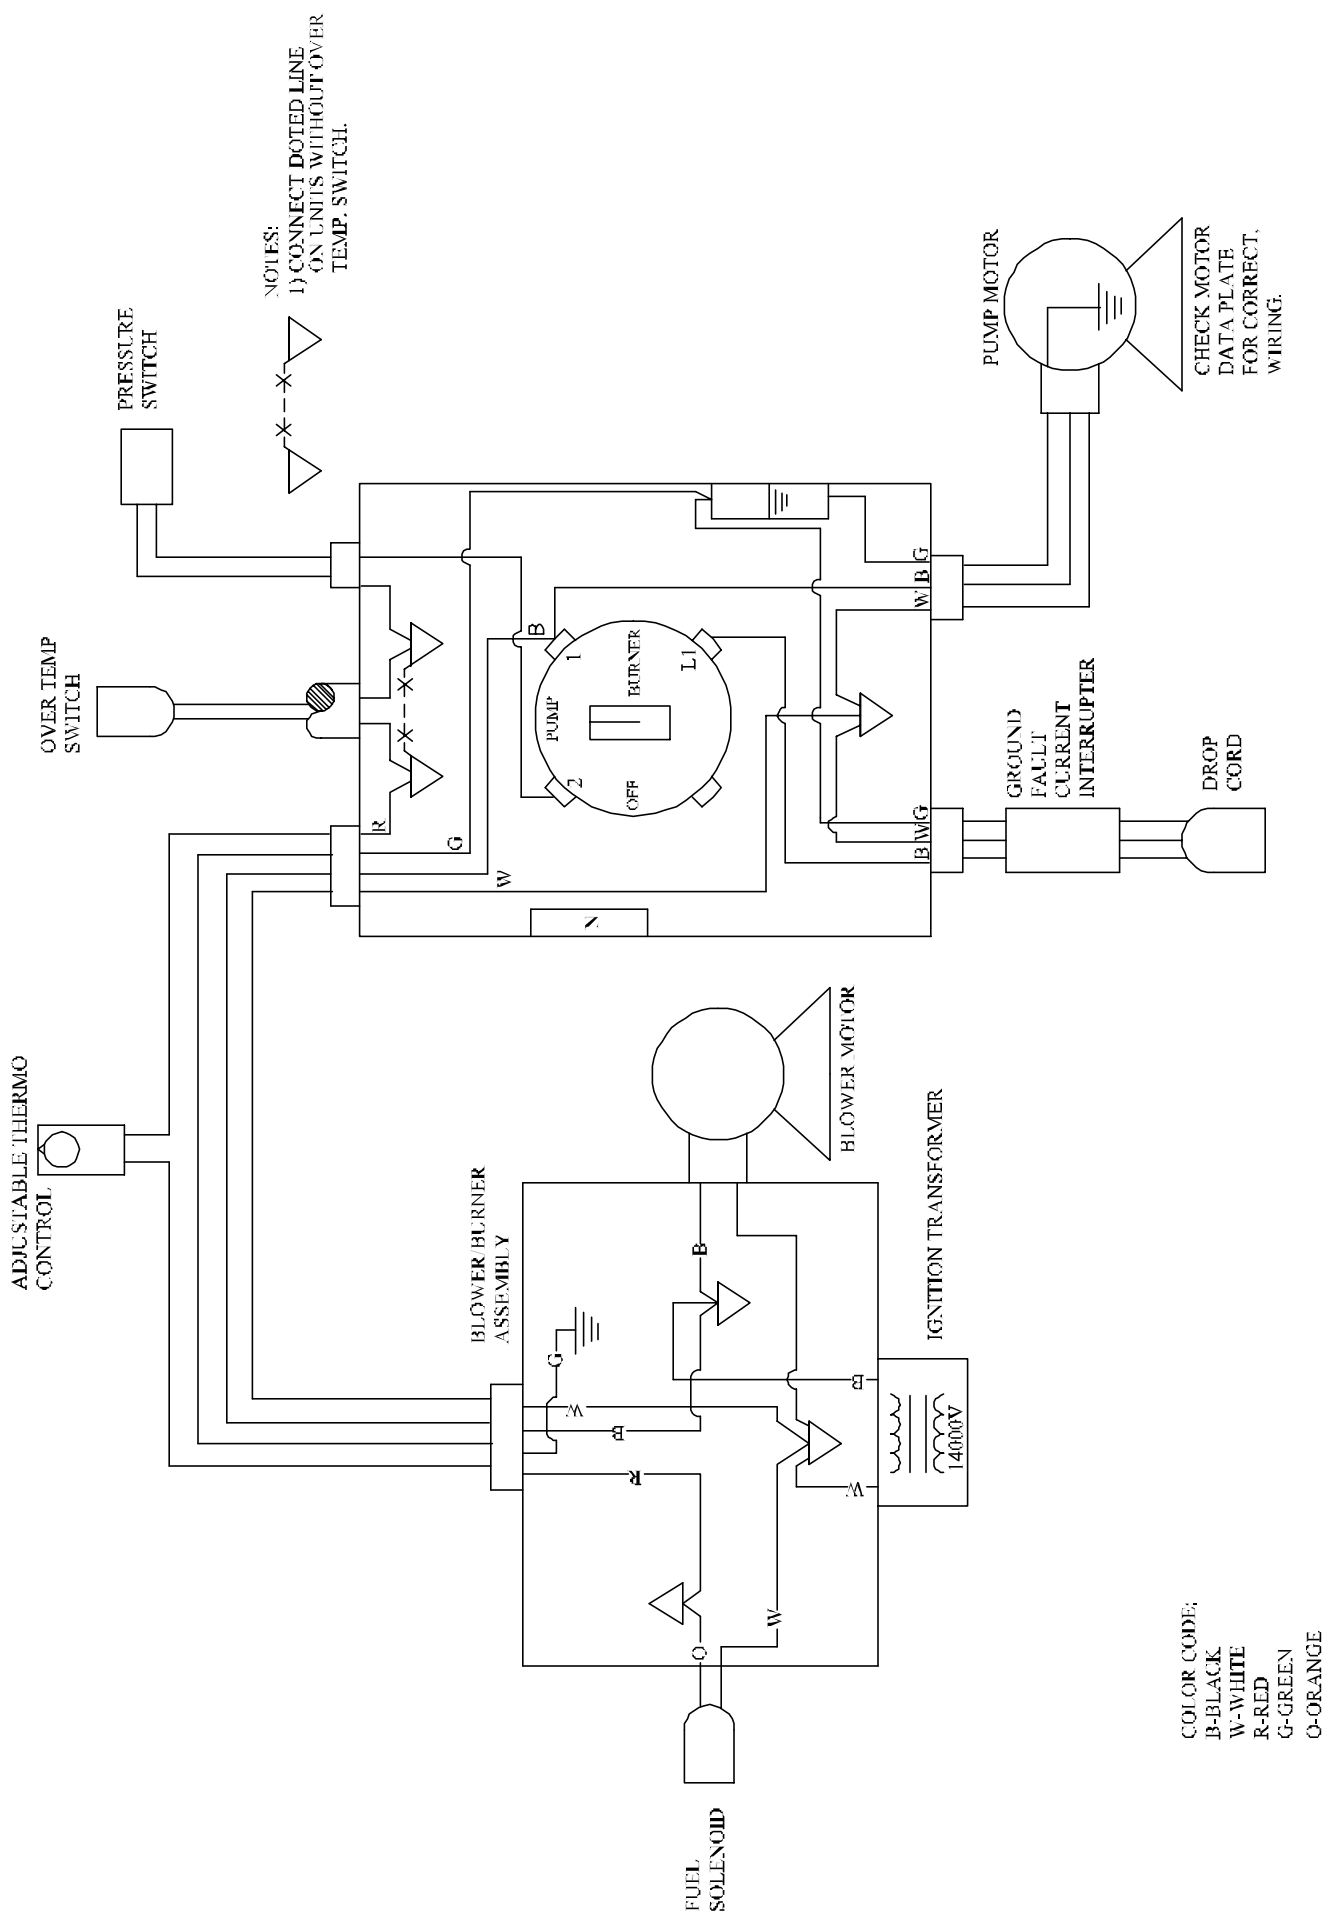 ADJUSTABLE THERMO
CONTROL
OVER TEMP
SWITCH
PRESSURE
SWITCH
NOTES:
1) CONNECT DOTED LINE
ON UNITS WITHOUT OVER
TEMP. SWITCH.
R
G
W
B
N
1
2
L1
PUMP
BURNER
OFF
B
W
G
W
B
G
PUMP MOTOR
CHECK MOTOR
DATA PLATE
FOR CORRECT,
WIRING.
GROUND
FAULT
CURRENT
INTERRUPTER
DROP
CORD
BLOWER/BURNER
ASSEMBLY
G
W
B
R
O
W
B
B
W
BLOWER MOTOR
IGNITION TRANSFORMER
14000V
FUEL
SOLENOID
COLOR CODE:
B-BLACK
W-WHITE
R-RED
G-GREEN
O-ORANGE